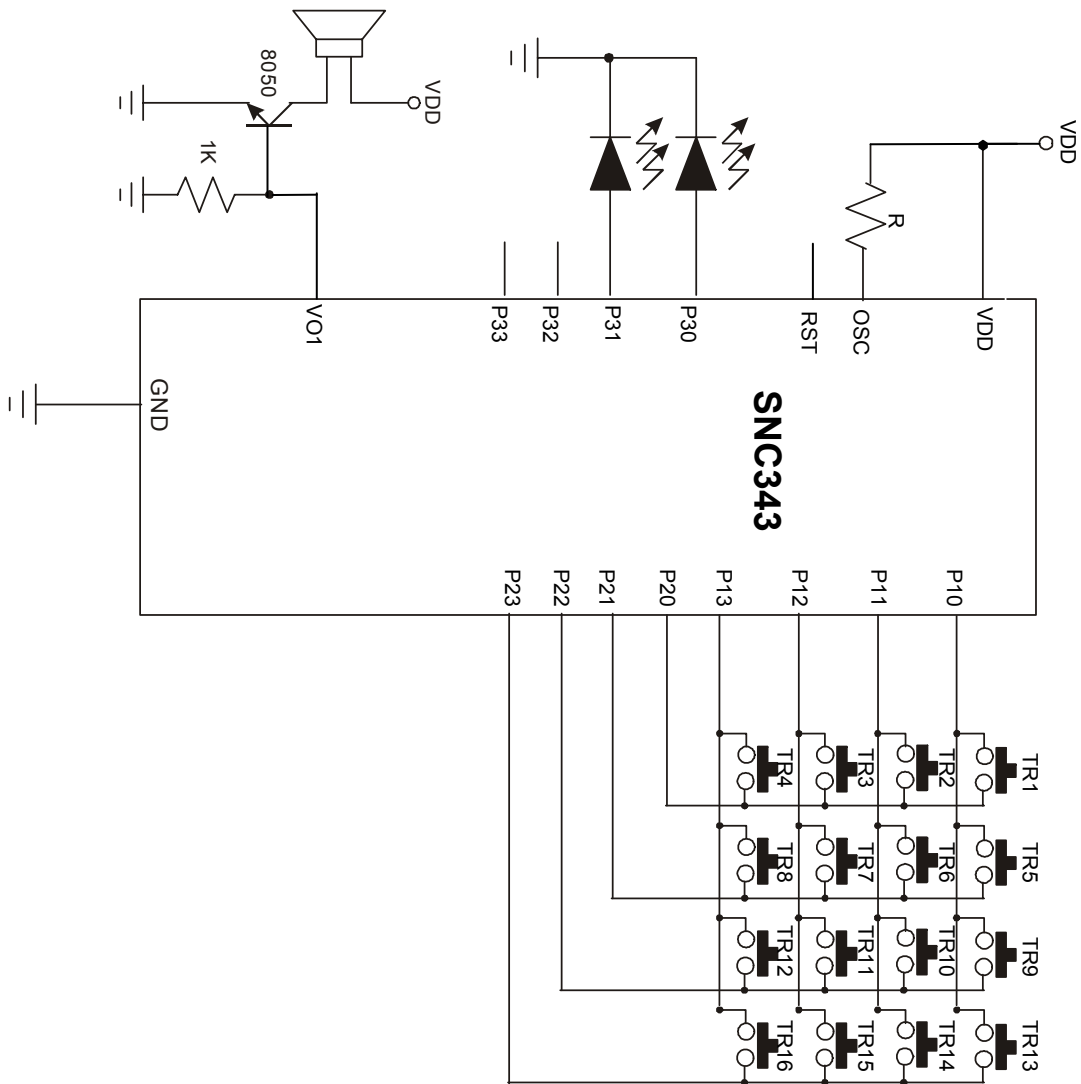 8050
VDD
1K
VDD
R
VO1
P33
P32
P31
P30
RST
OSC
VDD
GND
SNC343
P23
P22
P21
P20
P13
P12
P11
P10
TR4
TR3
TR2
TR1
TR8
TR7
TR6
TR5
TR12
TR11
TR10
TR9
TR16
TR15
TR14
TR13